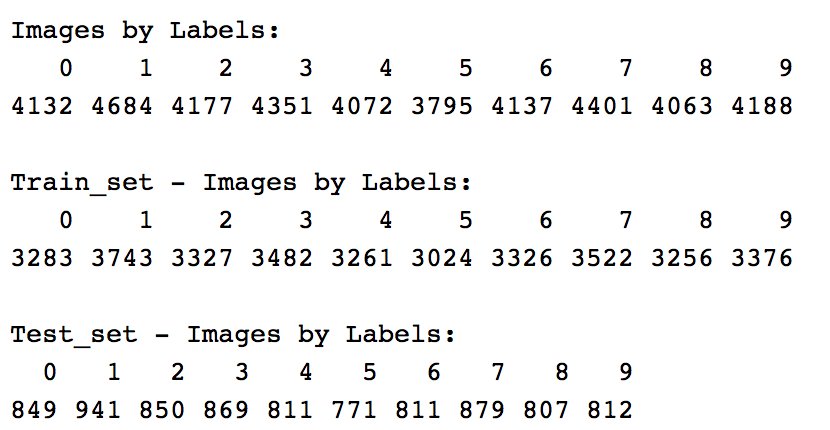 Images by Labels:
0 1 2 3 4 5 6 7 8 9
4132 4684 4177 4351 4072 3795 4137 4401 4063 4188
Train_set - Images by Labels:
0 1 2 3 4 5 6 7 8 9
3283 3743 3327 3482 3261 3024 3326 3522 3256 3376
Test_set - Images by Labels:
0 1 2 3 4 5 6 7 8 9
849 941 850 869 811 771 811 879 807 812